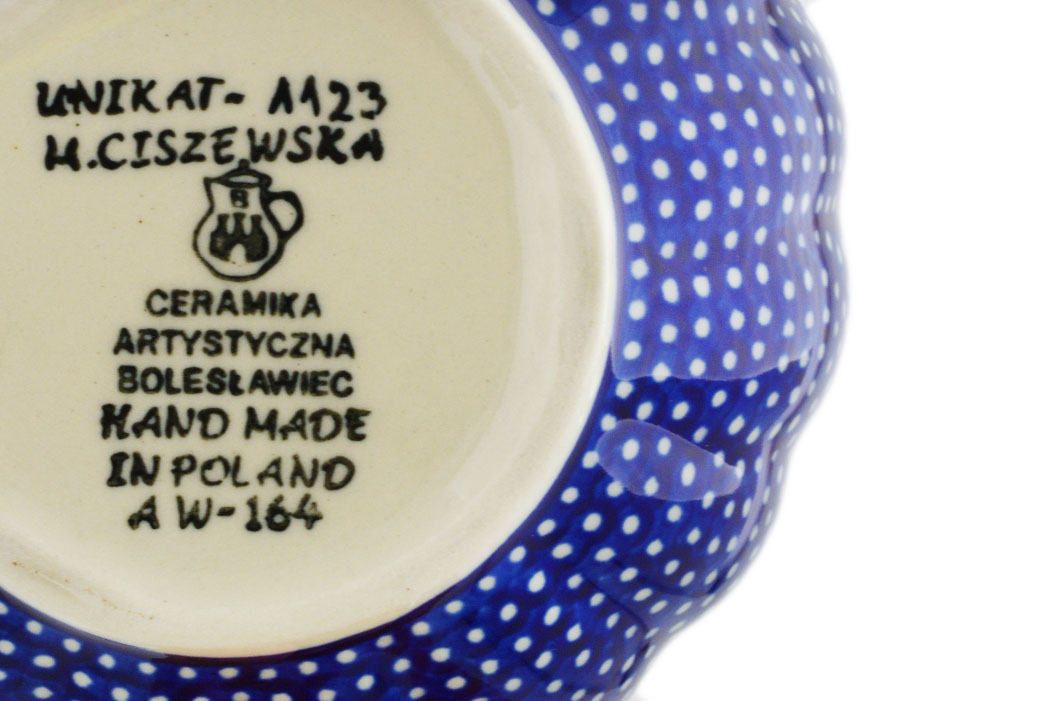 UNIKAT- 1123
M.CISZEWSKA
B
CERAMIKA
ARTYSTYCZNA
BOLESŁAWIEC
HAND MADE
IN POLAND
A W-164